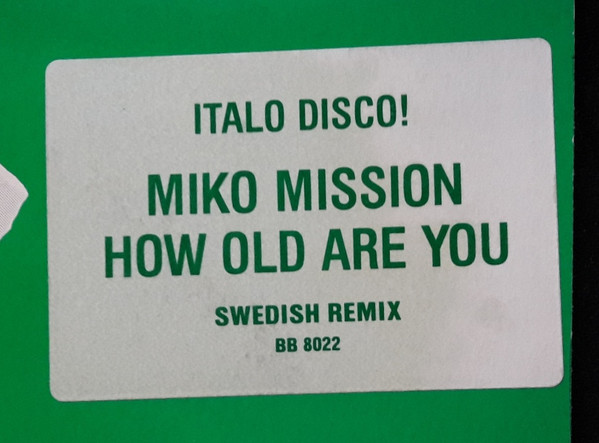 ITALO DISCO!
MIKO MISSION
HOW OLD ARE YOU
SWEDISH REMIX
BB 8022